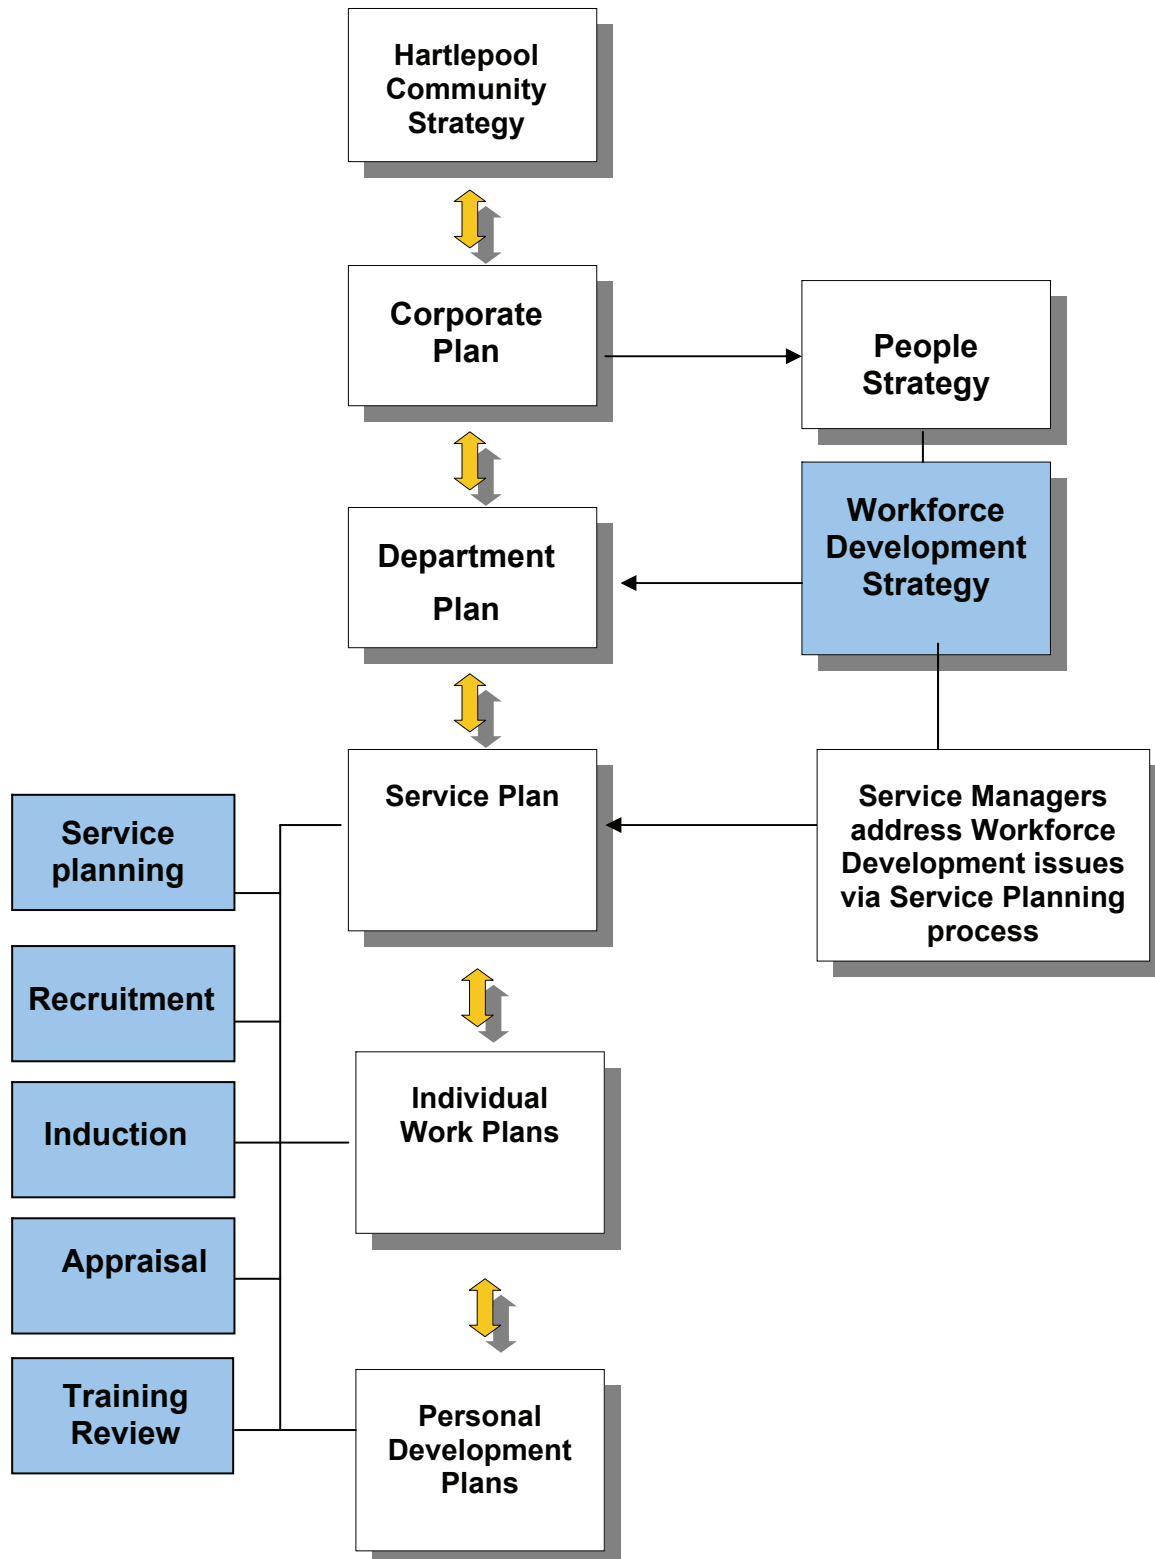 Hartlepool
Community
Strategy
Corporate
Plan
People
Strategy
Department
Plan
Workforce
Development
Strategy
Service Plan
Service Managers
address Workforce
Development issues
via Service Planning
process
Service
planning
Recruitment
Induction
Appraisal
Training
Review
Individual
Work Plans
Personal
Development
Plans